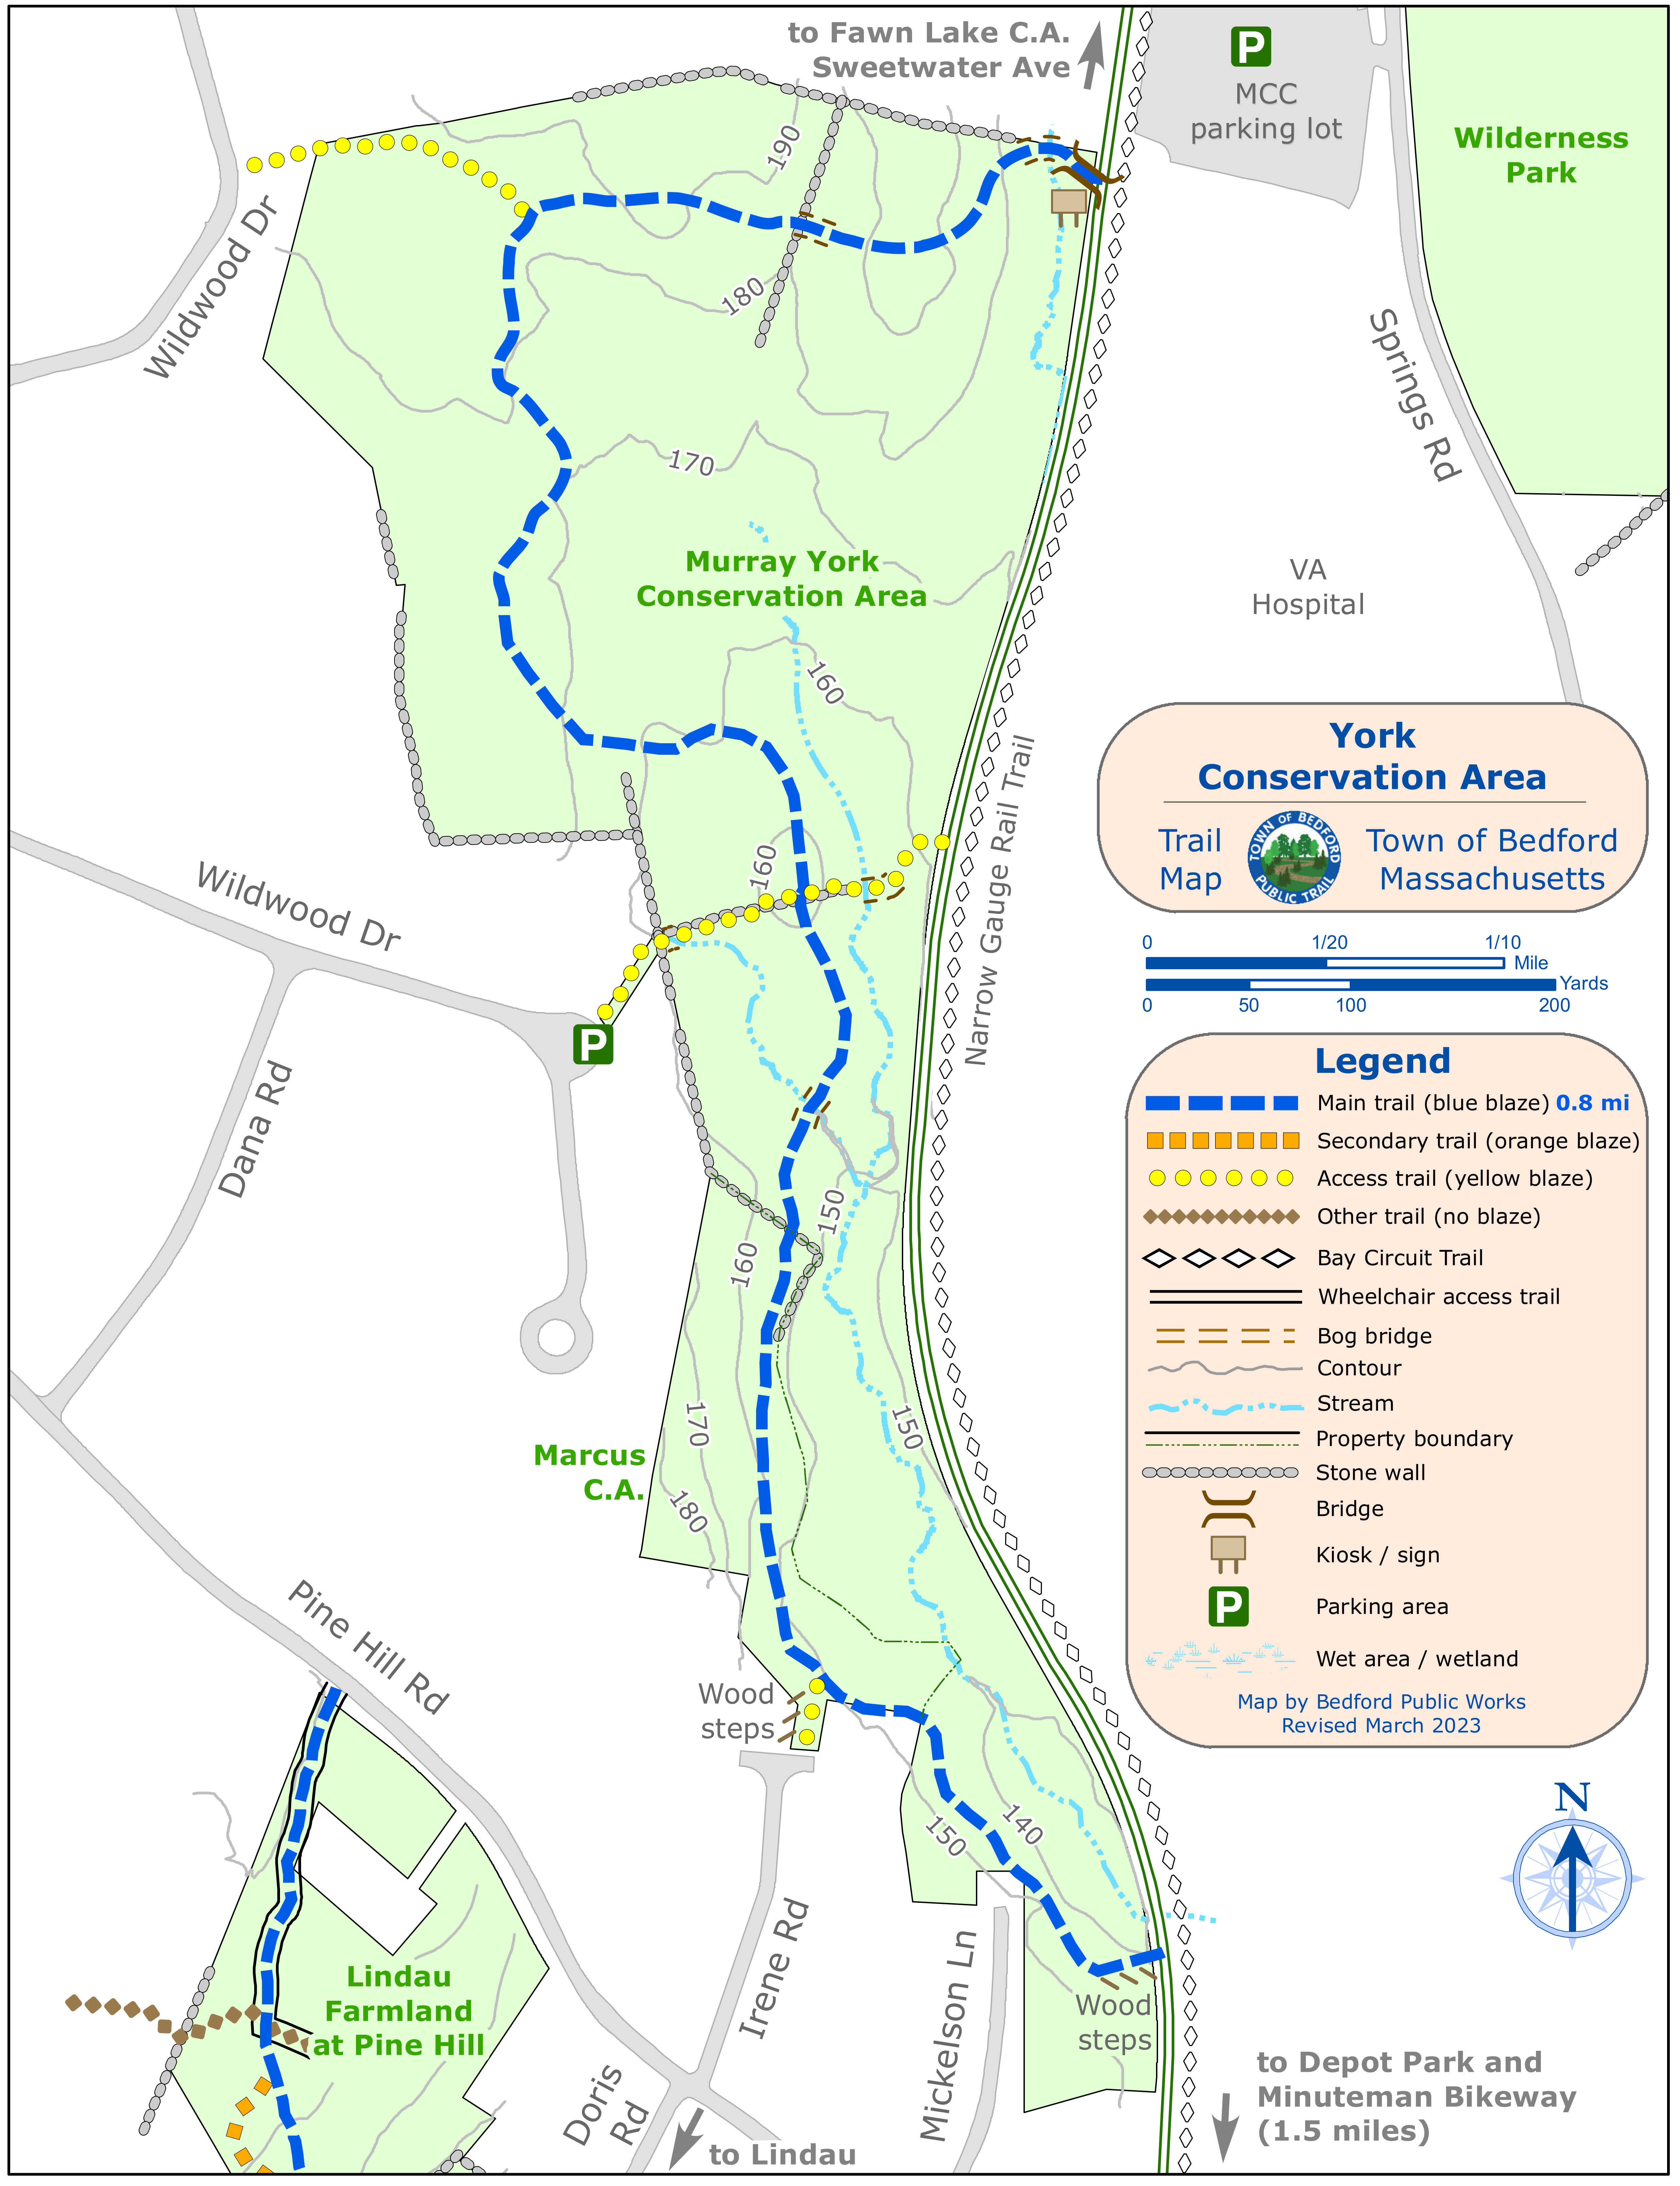 to Fawn Lake C.A.
Sweetwater Ave
P
MCC
parking lot
Wilderness
Park
190
Wildwood Dr
180
Springs Rd
170
Murray York
Conservation Area
VA
Hospital
160
Narrow Gauge Rail Trail
York
Conservation Area
Trail
Map
TOWN OF BEDFORD
PUBLIC TRAIL
Town of Bedford
Massachusetts
0 1/20 1/10
Mile
Yards
0 50 100 200
Wildwood Dr
160
P
Dana Rd
Legend
Main trail (blue blaze) 0.8 mi
Secondary trail (orange blaze)
Access trail (yellow blaze)
Other trail (no blaze)
Bay Circuit Trail
Wheelchair access trail
Bog bridge
Contour
Stream
Property boundary
Stone wall
Bridge
Kiosk / sign
P
Parking area
Wet area / wetland
Map by Bedford Public Works
Revised March 2023
150
160
170
150
Marcus
C.A.
180
Pine Hill Rd
Wood
steps
150
140
N
Irene Rd
Mickelson Ln
Lindau
Farmland
at Pine Hill
Wood
steps
Doris
Rd
to Lindau
to Depot Park and
Minuteman Bikeway
(1.5 miles)